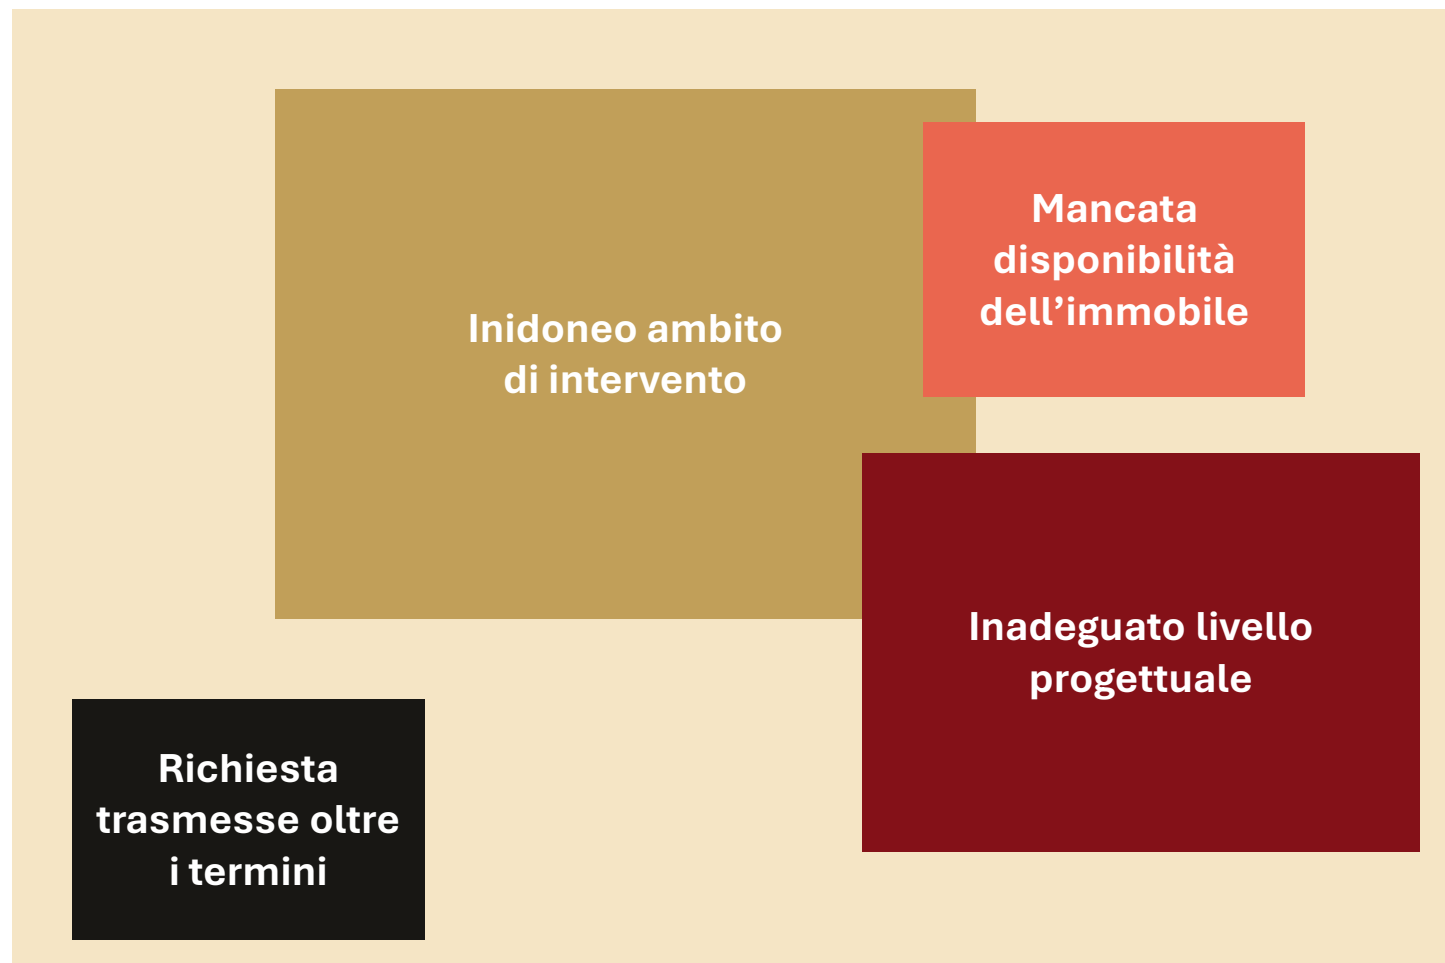 Inidoneo ambito
di intervento
Mancata
disponibilità
dell’immobile
Inadeguato livello
progettuale
Richiesta
trasmesse oltre
i termini